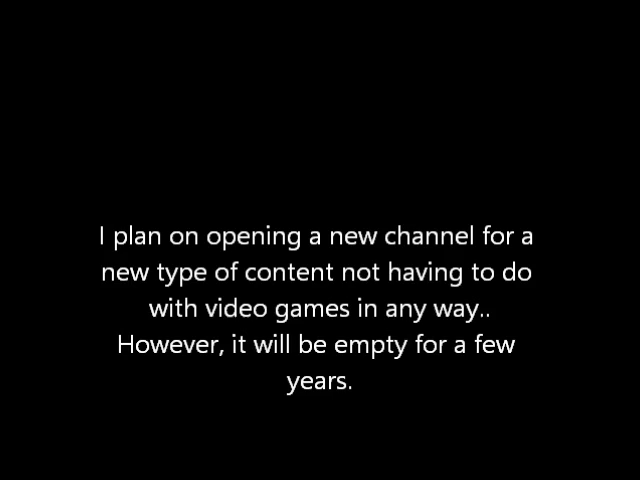 I plan on opening a new channel for a
new type of content not having to do
with video games in any way..
However, it will be empty for a few
years.